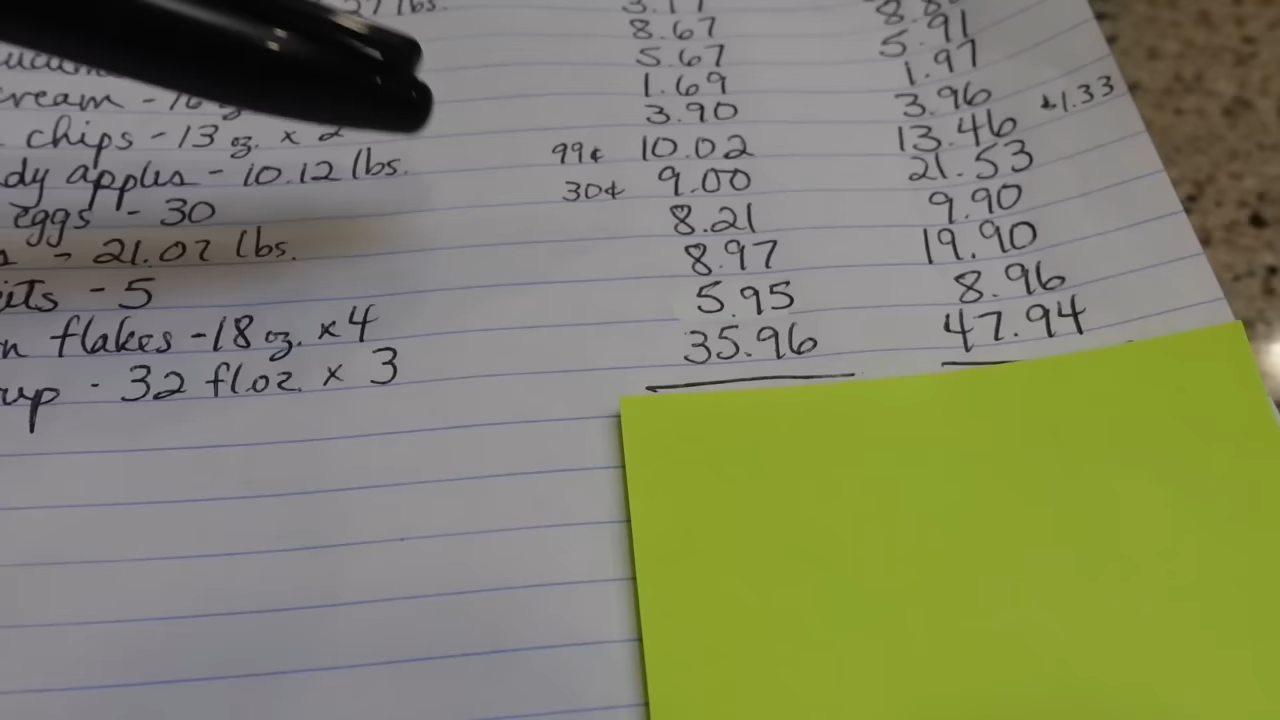 lbs.
8.67
5.67 5.91
cream - 16 1.69 1.97
chips - 13 oz. x 2 3.90 3.96
dy apples - 10.12 lbs. 99¢ 10.02 13.46 $1.33
eggs - 30 30¢ 9.00 21.53
- 21.02 lbs. 8.21 9.90
its - 5 8.97 19.90
n flakes - 18 oz. x 4 5.95 8.96
up - 32 fl oz. x 3 35.96 47.94